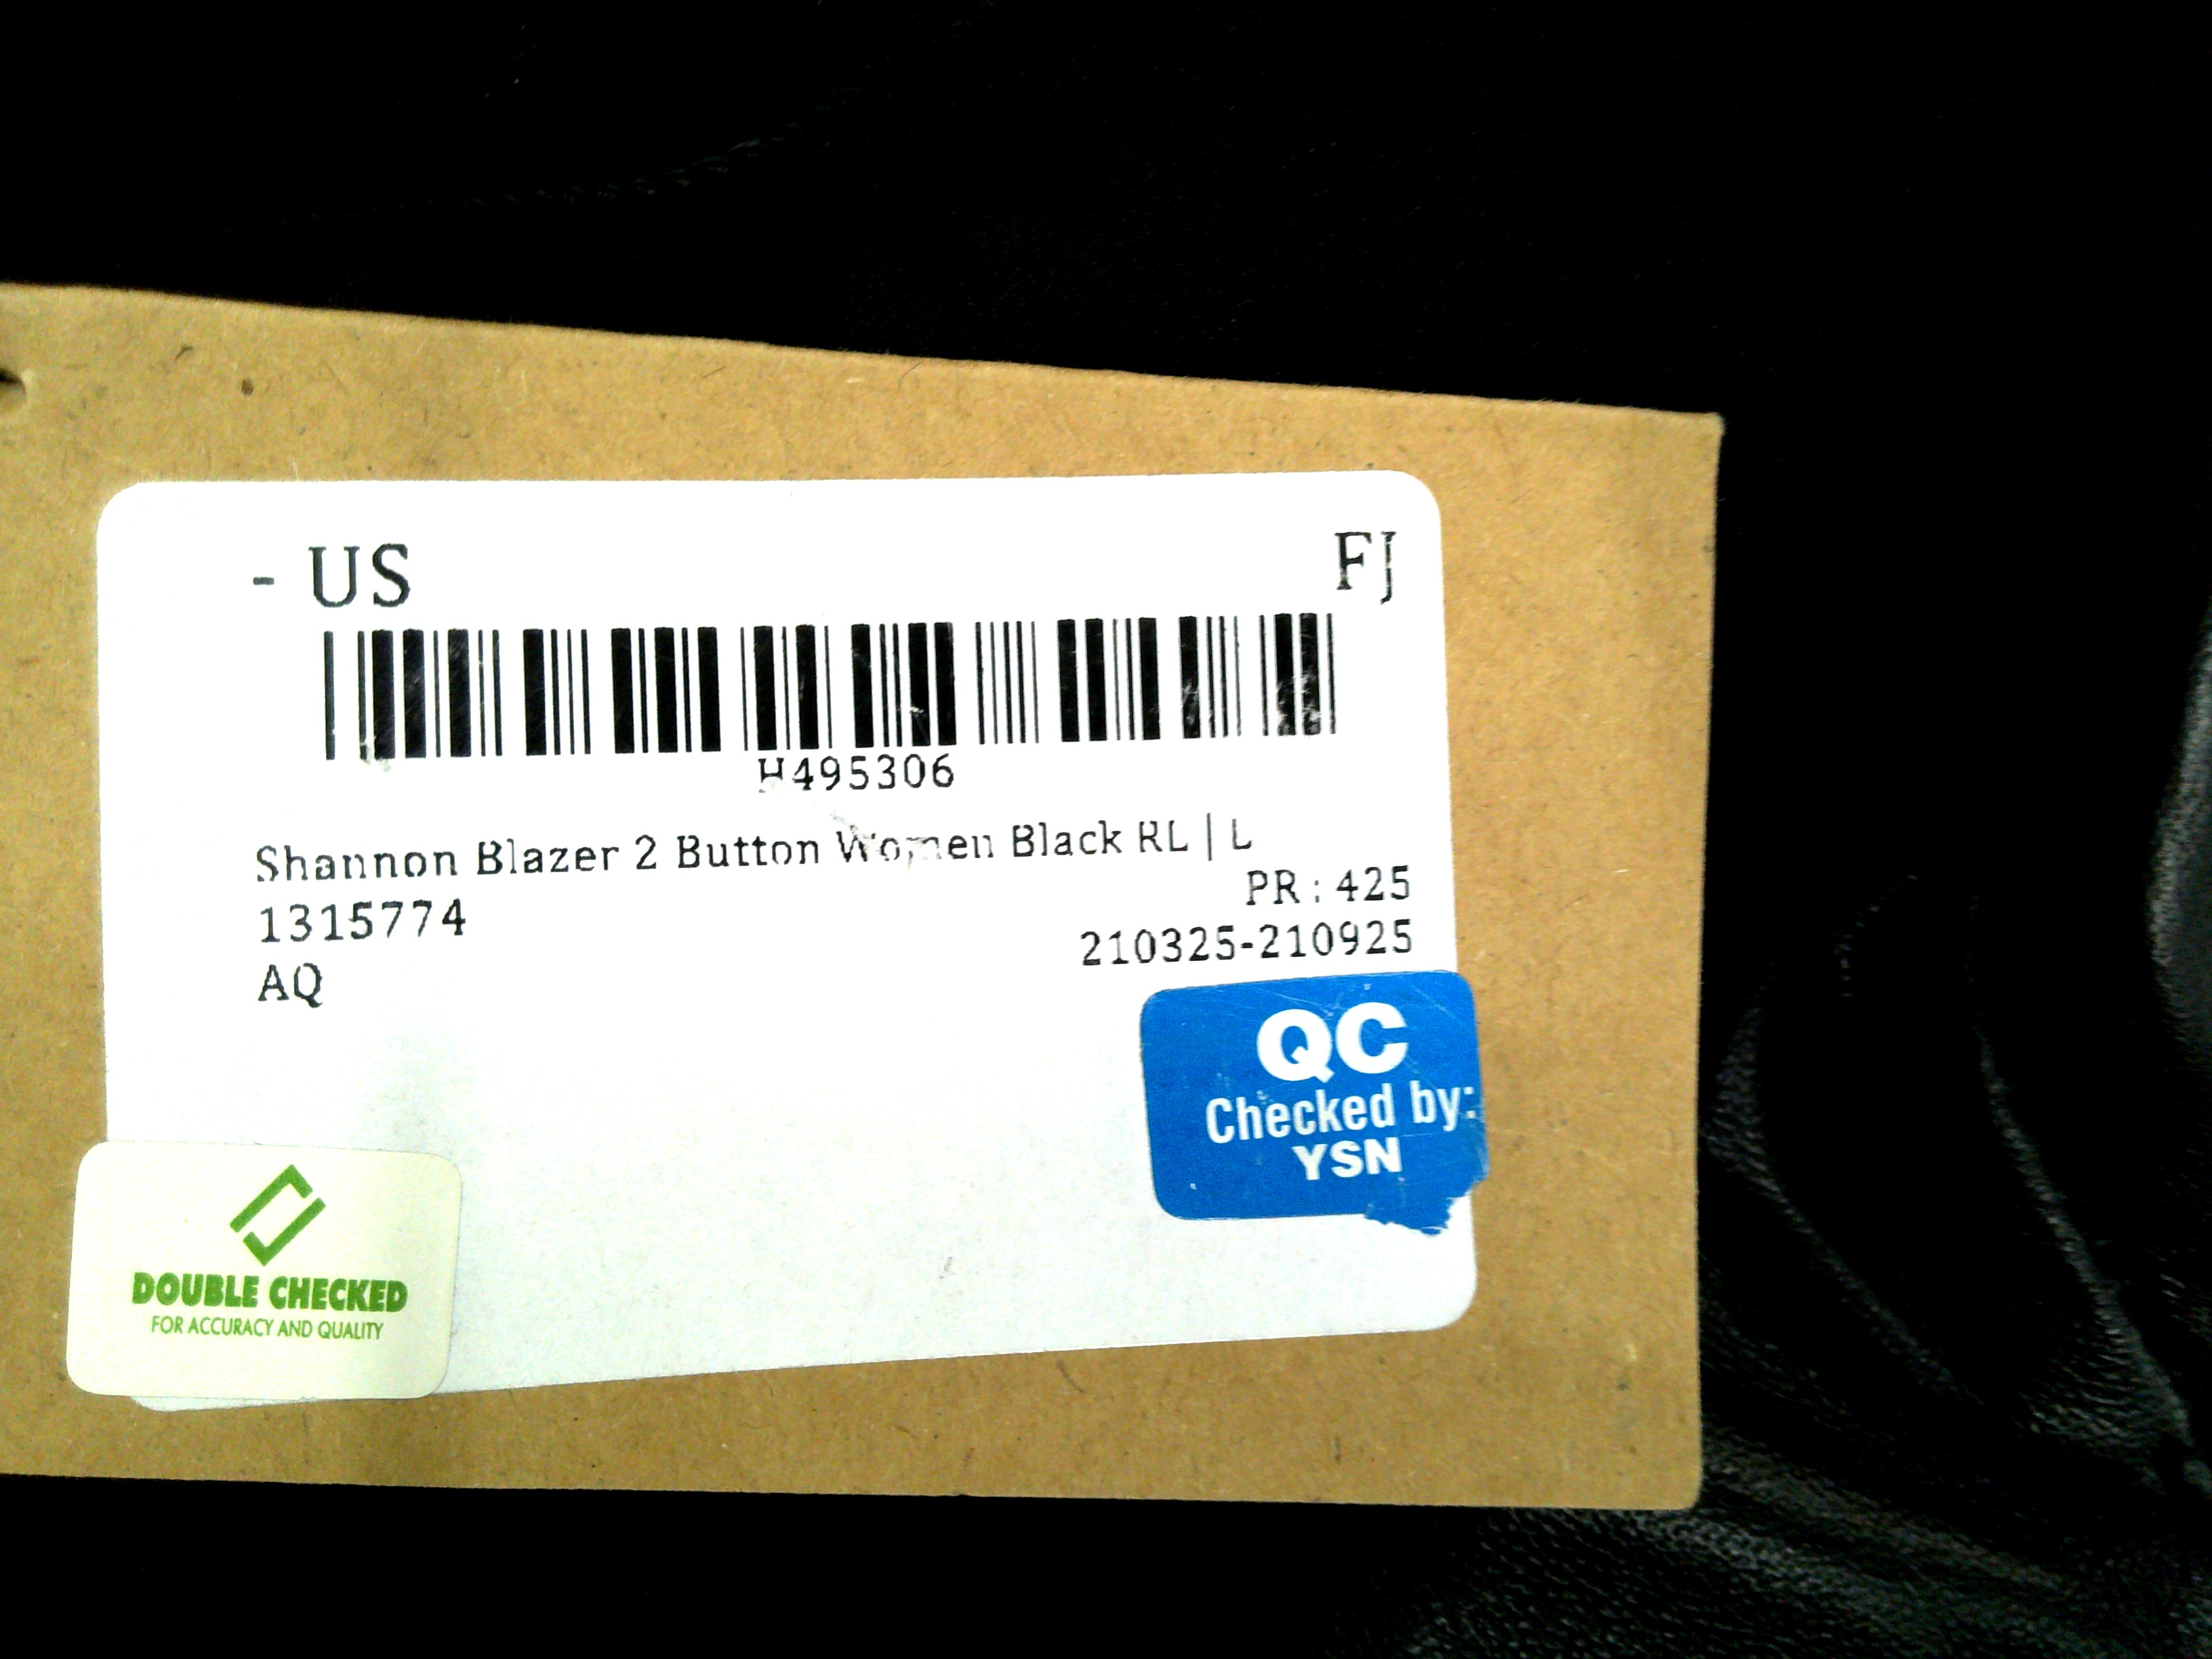 - US FJ
H495306
Shannon Blazer 2 Button Women Black RL | L
PR : 425
1315774
210325-210925
AQ
QC
Checked by:
YSN
DOUBLE CHECKED
FOR ACCURACY AND QUALITY